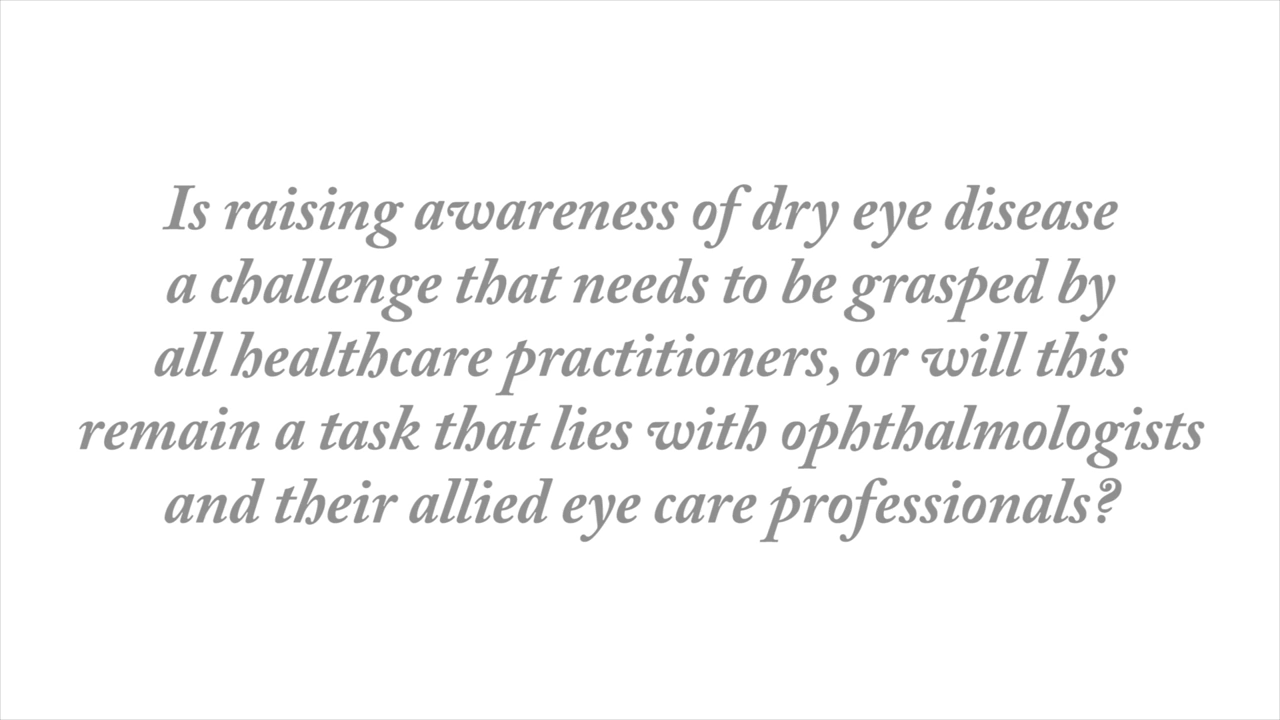 Is raising awareness of dry eye disease
a challenge that needs to be grasped by
all healthcare practitioners, or will this
remain a task that lies with ophthalmologists
and their allied eye care professionals?